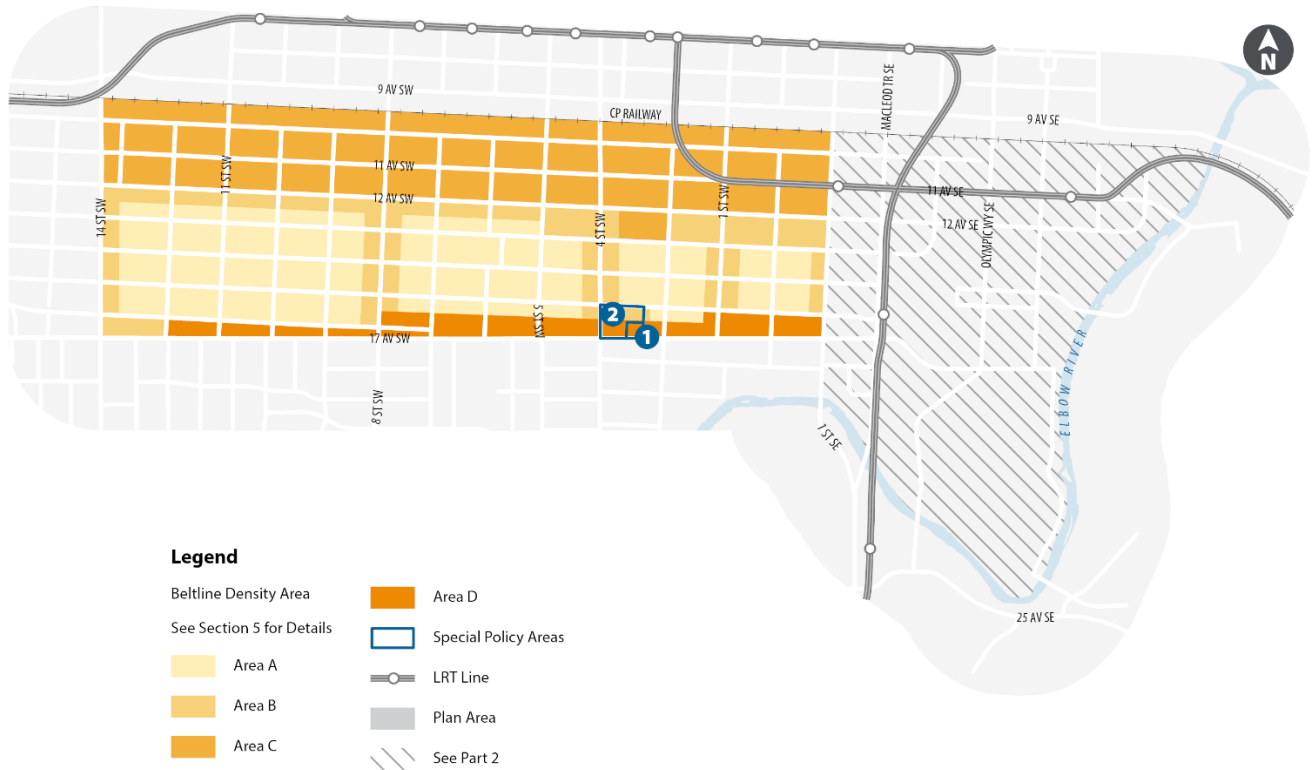 N
9 AV SW
CP RAILWAY
MACLEOD TR SE
9 AV SE
11 ST SW
11 AV SW
12 AV SW
14 ST SW
4 ST SW
1 ST SW
11 AV SE
12 AV SE
OLYMPIC WY SE
5 ST SW
2
1
17 AV SW
8 ST SW
7 ST SE
ELBOW RIVER
25 AV SE
Legend
Beltline Density Area
See Section 5 for Details
Area A
Area B
Area C
Area D
Special Policy Areas
LRT Line
Plan Area
See Part 2